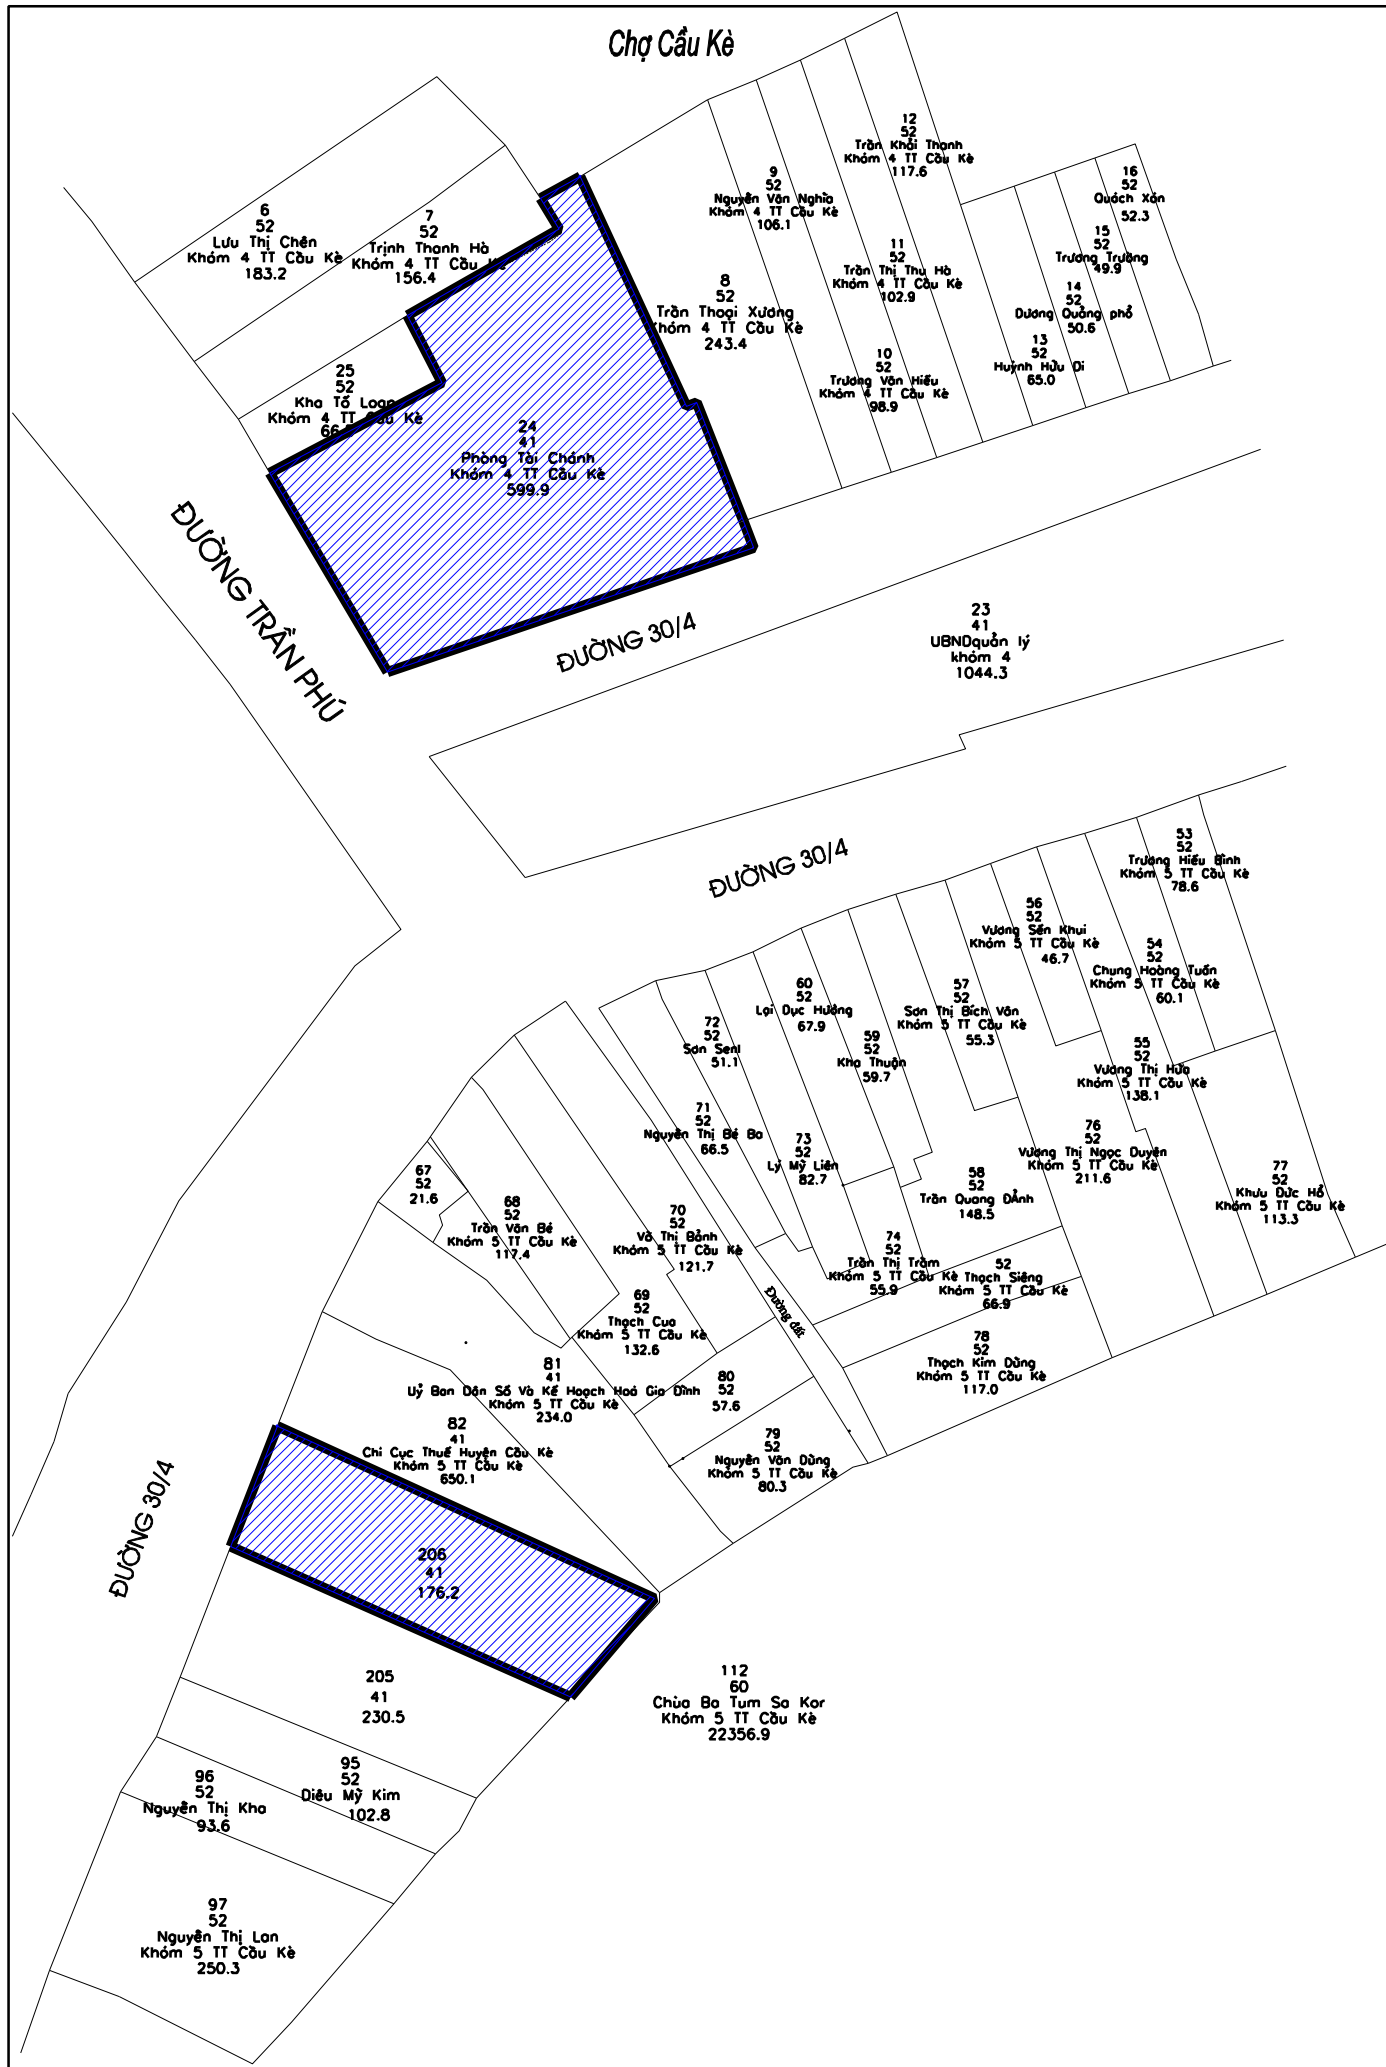 Chợ Cầu Kè
6
52
Lưu Thị Chên
Khóm 4 TT Cầu Kè
183.2
7
52
Trịnh Thanh Hà
Khóm 4 TT Cầu Kè
156.4
25
52
Kha Tố Loan
Khóm 4 TT Cầu Kè
24
41
Phòng Tài Chánh
Khóm 4 TT Cầu Kè
599.9
8
52
Trần Thoại Xương
Khóm 4 TT Cầu Kè
243.4
9
52
Nguyễn Văn Nghĩa
Khóm 4 TT Cầu Kè
106.1
12
52
Trần Khải Thanh
Khóm 4 TT Cầu Kè
117.6
11
52
Trần Thị Thu Hà
Khóm 4 TT Cầu Kè
102.9
10
52
Trương Văn Hiếu
Khóm 4 TT Cầu Kè
98.9
16
52
Quách Xón
52.3
15
52
Trương Trường
49.9
14
52
Dương Quảng phổ
50.6
13
52
Huỳnh Hữu Di
65.0
ĐƯỜNG TRẦN PHÚ
ĐƯỜNG 30/4
23
41
UBNDquản lý
khóm 4
1044.3
ĐƯỜNG 30/4
53
52
Trương Hiếu Bình
Khóm 5 TT Cầu Kè
78.6
56
52
Vương Sến Khui
Khóm 5 TT Cầu Kè
46.7
54
52
Chung Hoàng Tuấn
Khóm 5 TT Cầu Kè
60.1
57
52
Sơn Thị Bích Vân
Khóm 5 TT Cầu Kè
55.3
60
52
Lại Dục Hưởng
67.9
59
52
Kha Thuận
59.7
72
52
Sơn Senl
51.1
55
52
Vương Thị Hứa
Khóm 5 TT Cầu Kè
138.1
71
52
Nguyễn Thị Bé Ba
66.5
73
52
Lý Mỹ Liên
82.7
76
52
Vương Thị Ngọc Duyên
Khóm 5 TT Cầu Kè
211.6
77
52
Khưu Đức Hổ
Khóm 5 TT Cầu Kè
113.3
58
52
Trần Quang ĐẢnh
148.5
67
52
21.6
68
52
Trần Văn Bé
Khóm 5 TT Cầu Kè
117.4
70
52
Võ Thị Bảnh
Khóm 5 TT Cầu Kè
121.7
74
52
Trần Thị Trầm
Khóm 5 TT Cầu Kè
55.9
52
Thạch Siêng
Khóm 5 TT Cầu Kè
66.9
69
52
Thạch Cua
Khóm 5 TT Cầu Kè
132.6
Đường đất
78
52
Thạch Kim Dũng
Khóm 5 TT Cầu Kè
117.0
81
41
Uỷ Ban Dân Số Và Kế Hoạch Hoá Gia Đình
Khóm 5 TT Cầu Kè
234.0
80
52
57.6
82
41
Chi Cục Thuế Huyện Cầu Kè
Khóm 5 TT Cầu Kè
650.1
79
52
Nguyễn Văn Dũng
Khóm 5 TT Cầu Kè
80.3
ĐƯỜNG 30/4
206
41
176.2
205
41
230.5
112
60
Chùa Ba Tum Sa Kor
Khóm 5 TT Cầu Kè
22356.9
95
52
Diêu Mỹ Kim
102.8
96
52
Nguyễn Thị Kha
93.6
97
52
Nguyễn Thị Lan
Khóm 5 TT Cầu Kè
250.3